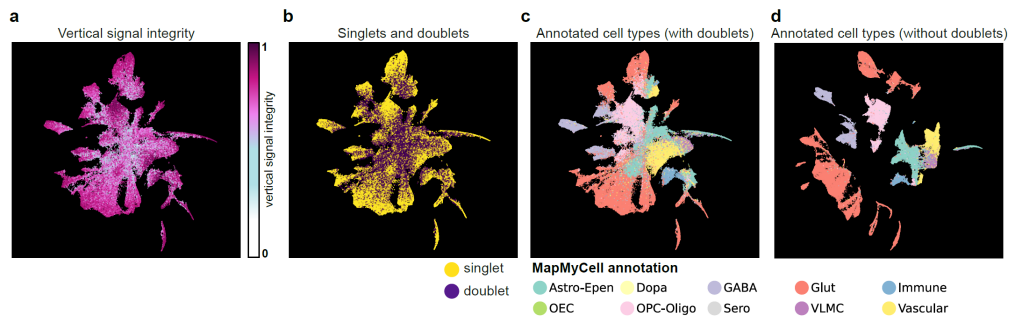 a
b
c
d
Vertical signal integrity
Singlets and doublets
Annotated cell types (with doublets)
Annotated cell types (without doublets)
1
vertical signal integrity
0
singlet
doublet
MapMyCell annotation
Astro-Epen
Dopa
GABA
Glut
Immune
OEC
OPC-Oligo
Sero
VLMC
Vascular